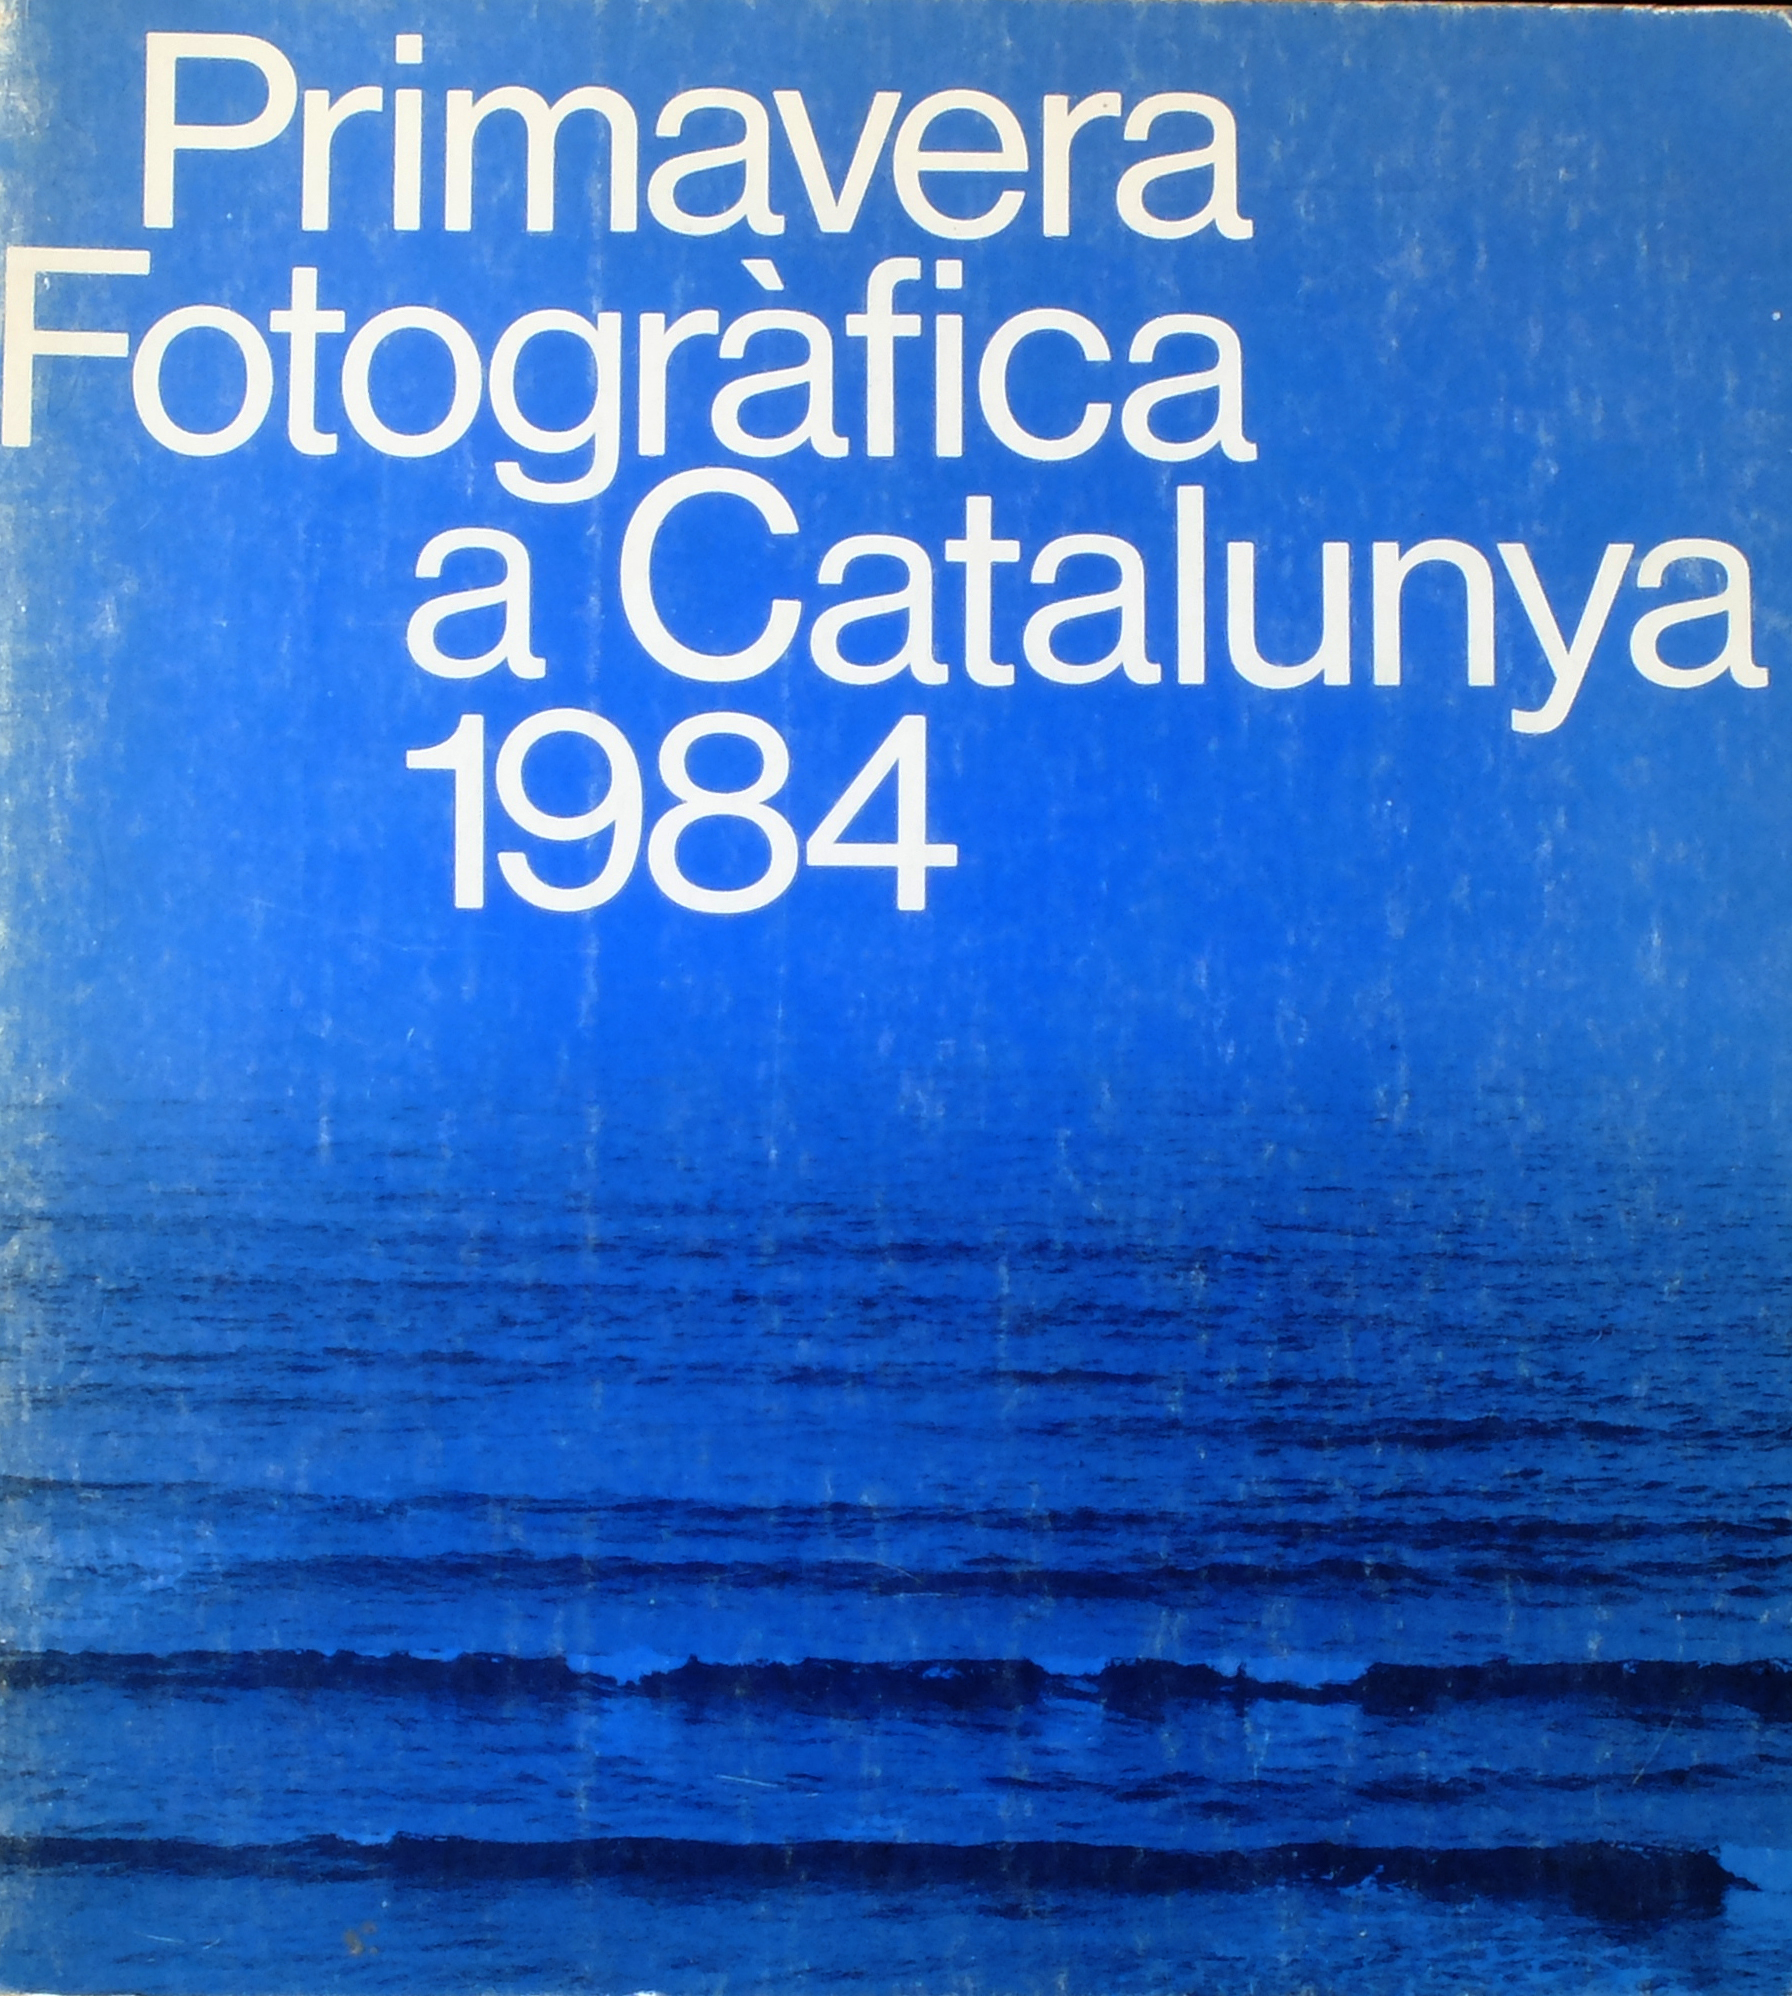 Primavera
Fotogràfica
a Catalunya
1984